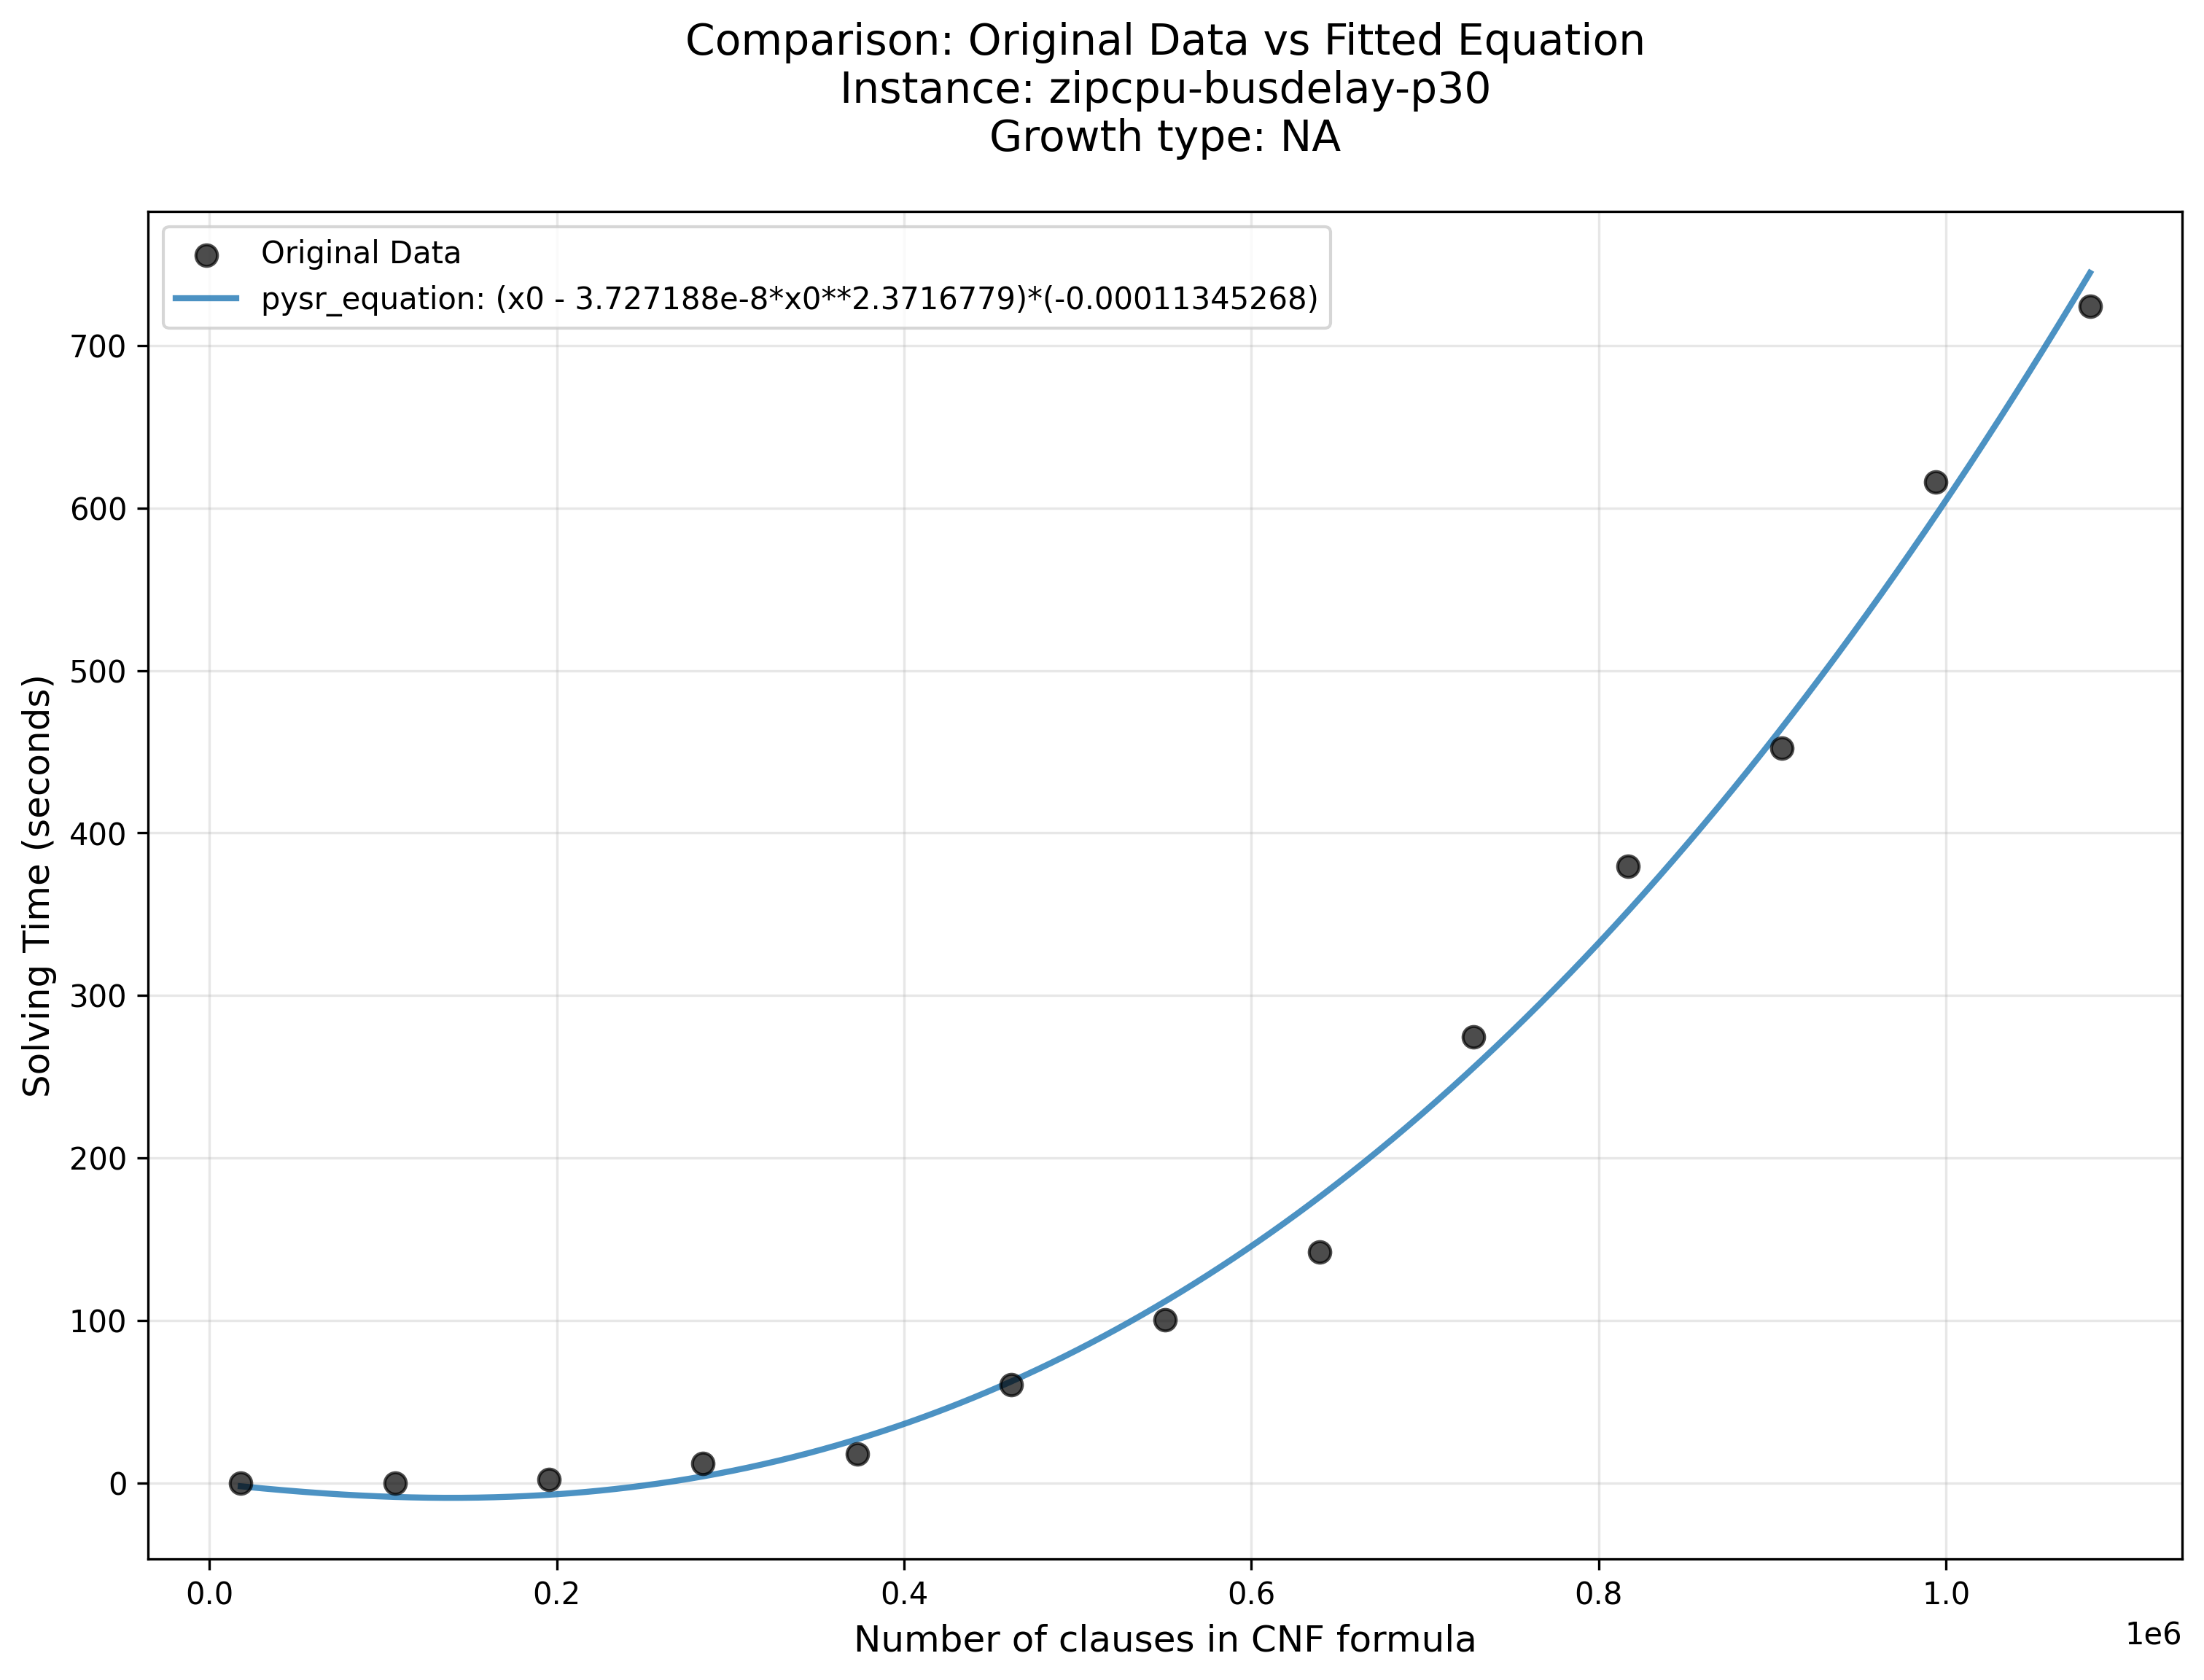 Comparison: Original Data vs Fitted Equation
Instance: zipcpu-busdelay-p30
Growth type: NA
Original Data
pysr_equation: (x0 - 3.727188e-8*x0**2.3716779)*(-0.00011345268)
700
600
500
400
300
200
100
0
Solving Time (seconds)
0.0 0.2 0.4 0.6 0.8 1.0
1e6
Number of clauses in CNF formula